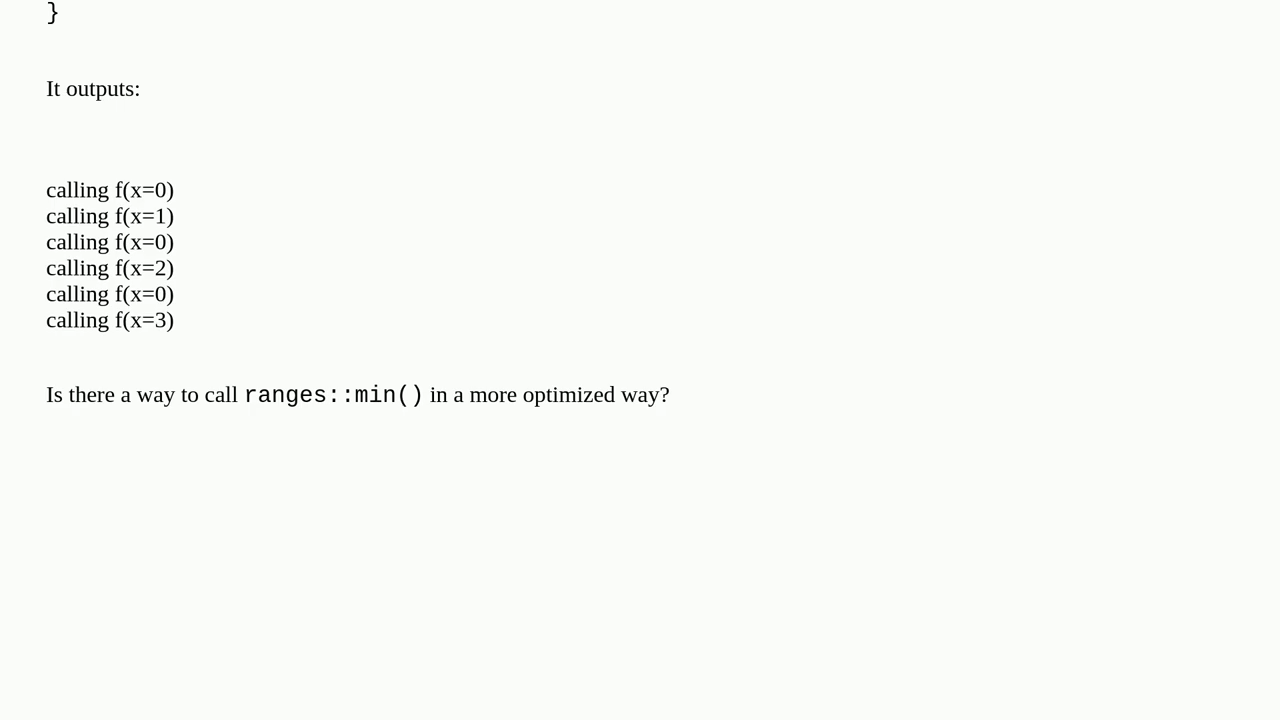 }
It outputs:
calling f(x=0)
calling f(x=1)
calling f(x=0)
calling f(x=2)
calling f(x=0)
calling f(x=3)
Is there a way to call ranges::min() in a more optimized way?